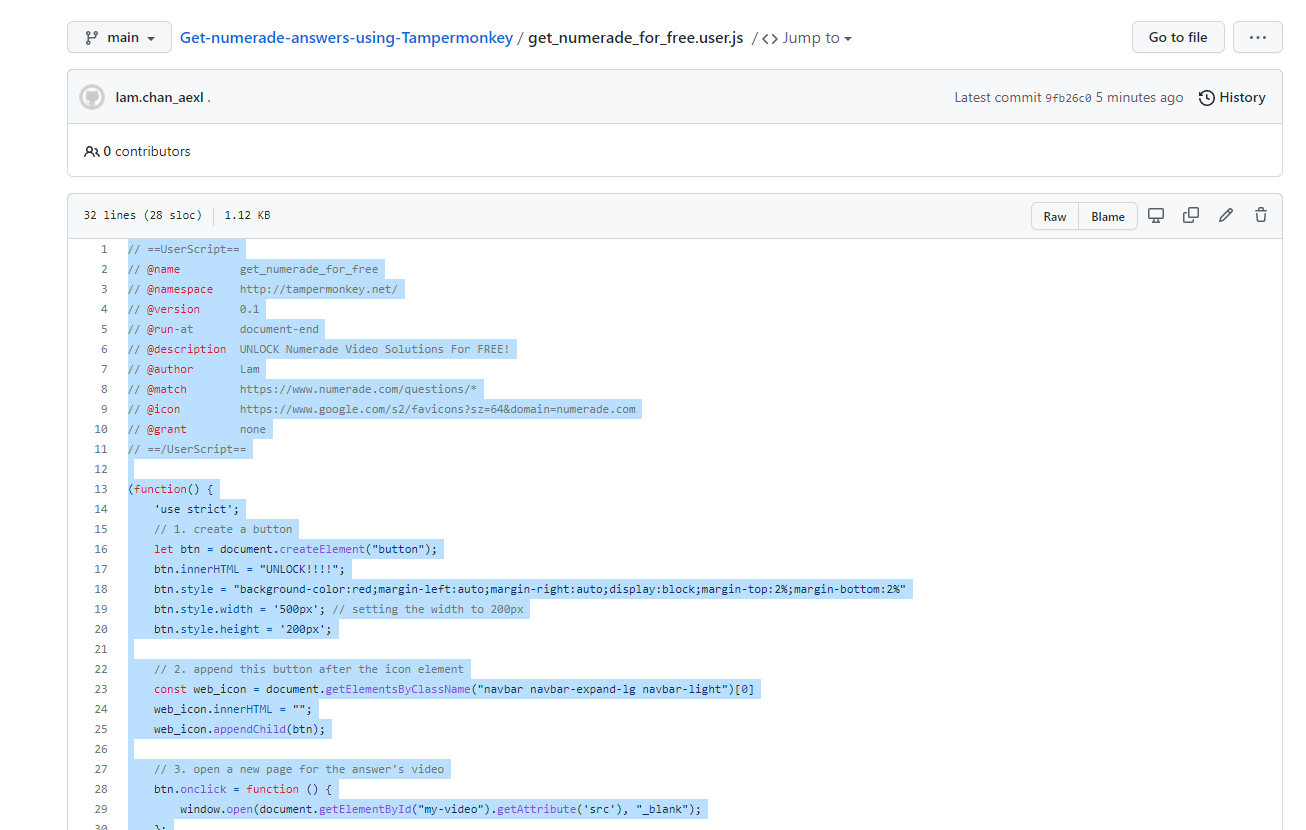 main
Get-numerade-answers-using-Tampermonkey / get_numerade_for_free.user.js / <> Jump to
Go to file
...
lam.chan_aexl .
Latest commit 9fb26c0 5 minutes ago
History
0 contributors
32 lines (28 sloc) 1.12 KB
Raw
Blame
1 // ==UserScript==
2 // @name         get_numerade_for_free
3 // @namespace    http://tampermonkey.net/
4 // @version      0.1
5 // @run-at       document-end
6 // @description  UNLOCK Numerade Video Solutions For FREE!
7 // @author       Lam
8 // @match        https://www.numerade.com/questions/*
9 // @icon         https://www.google.com/s2/favicons?sz=64&domain=numerade.com
10 // @grant        none
11 // ==/UserScript==
12
13 (function() {
14     'use strict';
15     // 1. create a button
16     let btn = document.createElement("button");
17     btn.innerHTML = "UNLOCK!!!!";
18     btn.style = "background-color:red;margin-left:auto;margin-right:auto;display:block;margin-top:2%;margin-bottom:2%"
19     btn.style.width = '500px'; // setting the width to 200px
20     btn.style.height = '200px';
21
22     // 2. append this button after the icon element
23     const web_icon = document.getElementsByClassName("navbar navbar-expand-lg navbar-light")[0]
24     web_icon.innerHTML = "";
25     web_icon.appendChild(btn);
26
27     // 3. open a new page for the answer's video
28     btn.onclick = function () {
29         window.open(document.getElementById("my-video").getAttribute('src'), "_blank");
30     };